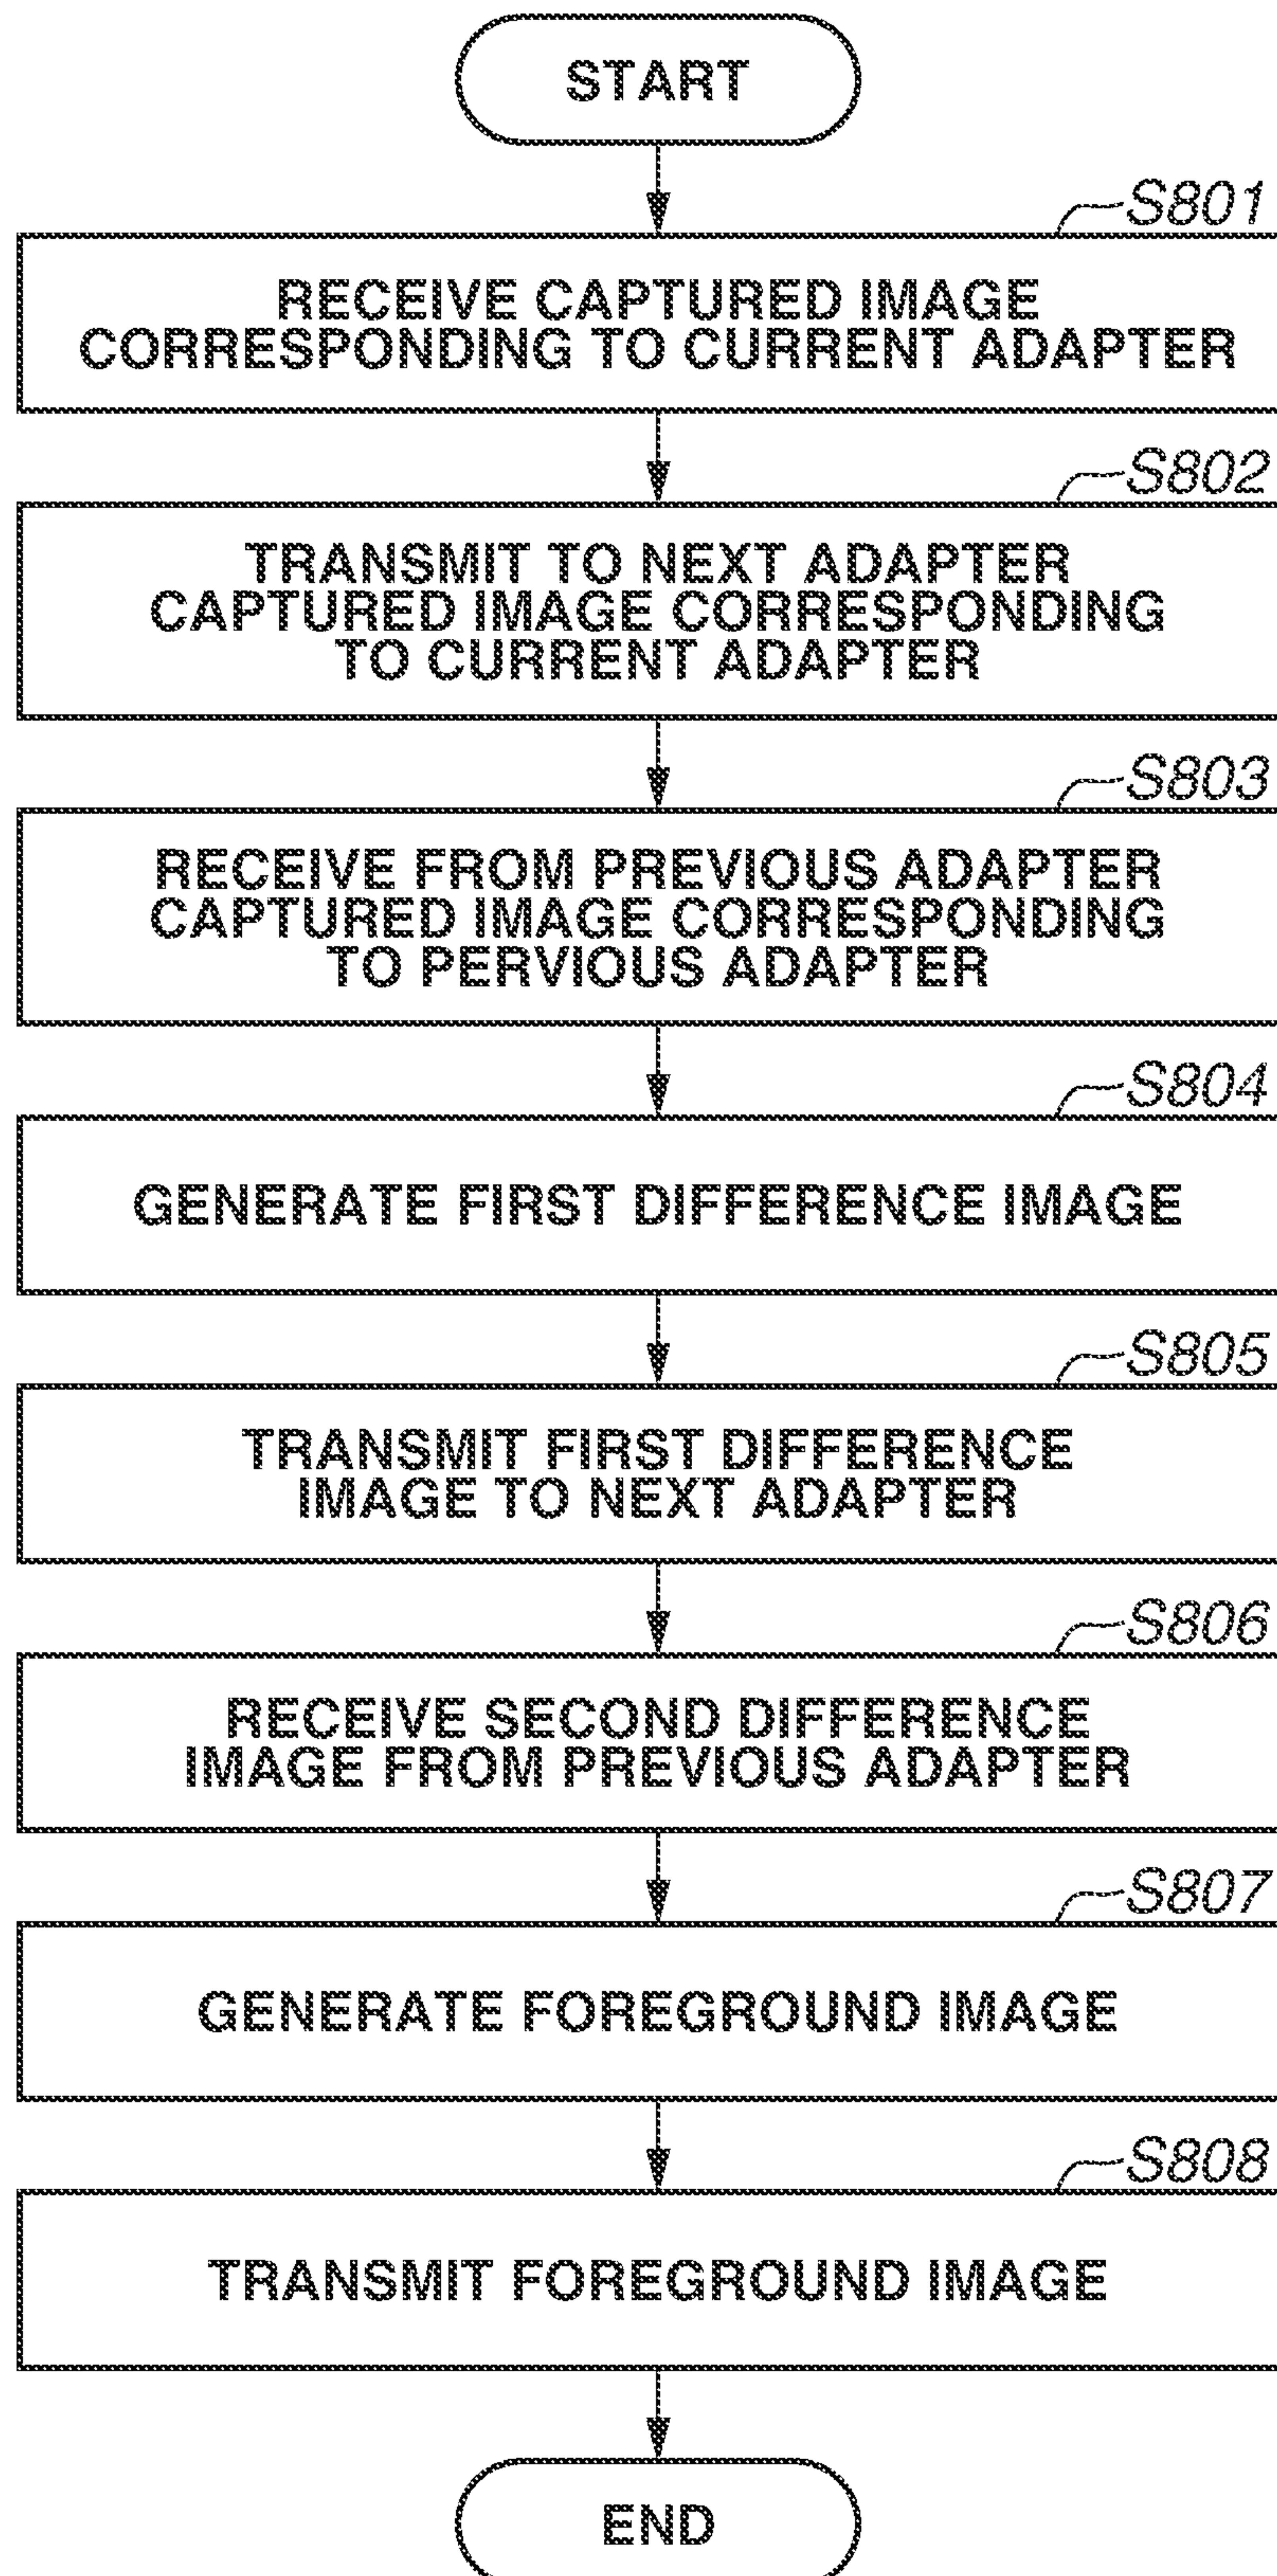 START
S801
RECEIVE CAPTURED IMAGE
CORRESPONDING TO CURRENT ADAPTER
S802
TRANSMIT TO NEXT ADAPTER
CAPTURED IMAGE CORRESPONDING
TO CURRENT ADAPTER
S803
RECEIVE FROM PREVIOUS ADAPTER
CAPTURED IMAGE CORRESPONDING
TO PERVIOUS ADAPTER
S804
GENERATE FIRST DIFFERENCE IMAGE
S805
TRANSMIT FIRST DIFFERENCE
IMAGE TO NEXT ADAPTER
S806
RECEIVE SECOND DIFFERENCE
IMAGE FROM PREVIOUS ADAPTER
S807
GENERATE FOREGROUND IMAGE
S808
TRANSMIT FOREGROUND IMAGE
END